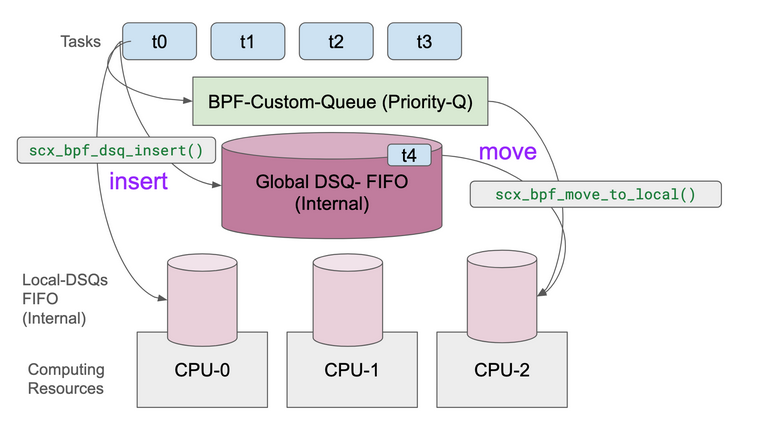 Tasks
t0
t1
t2
t3
BPF-Custom-Queue (Priority-Q)
scx_bpf_dsq_insert()
insert
t4
Global DSQ- FIFO
(Internal)
move
scx_bpf_move_to_local()
Local-DSQs
FIFO
(Internal)
Computing
Resources
CPU-0
CPU-1
CPU-2